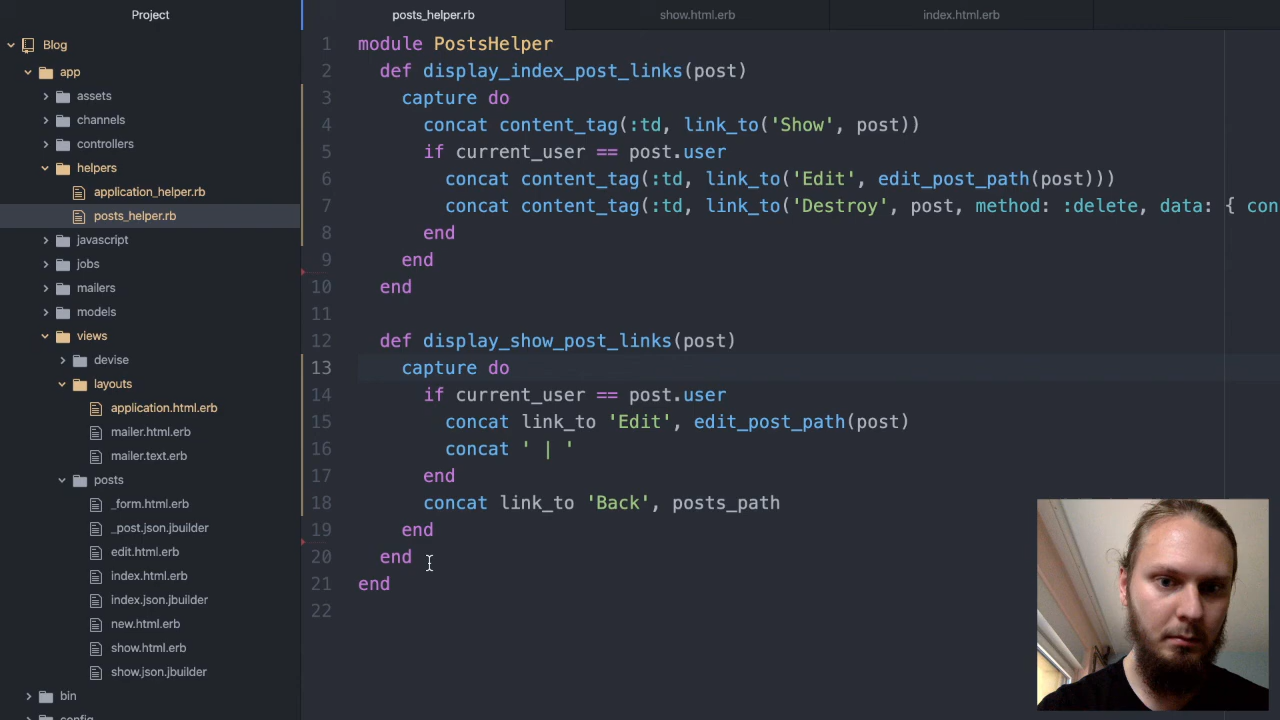 Project
Blog
app
assets
channels
controllers
helpers
application_helper.rb
posts_helper.rb
javascript
jobs
mailers
models
views
devise
layouts
application.html.erb
mailer.html.erb
mailer.text.erb
posts
_form.html.erb
_post.json.jbuilder
edit.html.erb
index.html.erb
index.json.jbuilder
new.html.erb
show.html.erb
show.json.jbuilder
bin
config
posts_helper.rb show.html.erb index.html.erb
1 module PostsHelper
2 def display_index_post_links(post)
3 capture do
4 concat content_tag(:td, link_to('Show', post))
5 if current_user == post.user
6 concat content_tag(:td, link_to('Edit', edit_post_path(post)))
7 concat content_tag(:td, link_to('Destroy', post, method: :delete, data: { con
8 end
9 end
10 end
11
12 def display_show_post_links(post)
13 capture do
14 if current_user == post.user
15 concat link_to 'Edit', edit_post_path(post)
16 concat ' | '
17 end
18 concat link_to 'Back', posts_path
19 end
20 end
21 end
22